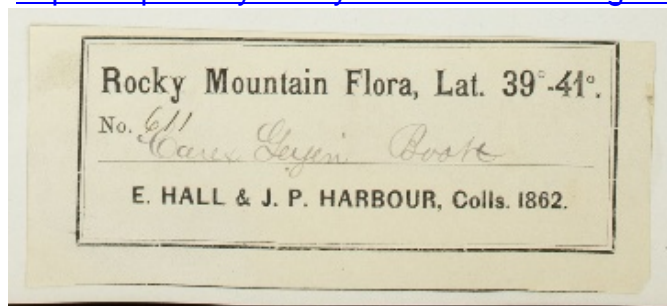 Rocky Mountain Flora, Lat. 39°-41°.
No. 611
Carex Geyeri Boott
E. HALL & J. P. HARBOUR, Colls. 1862.